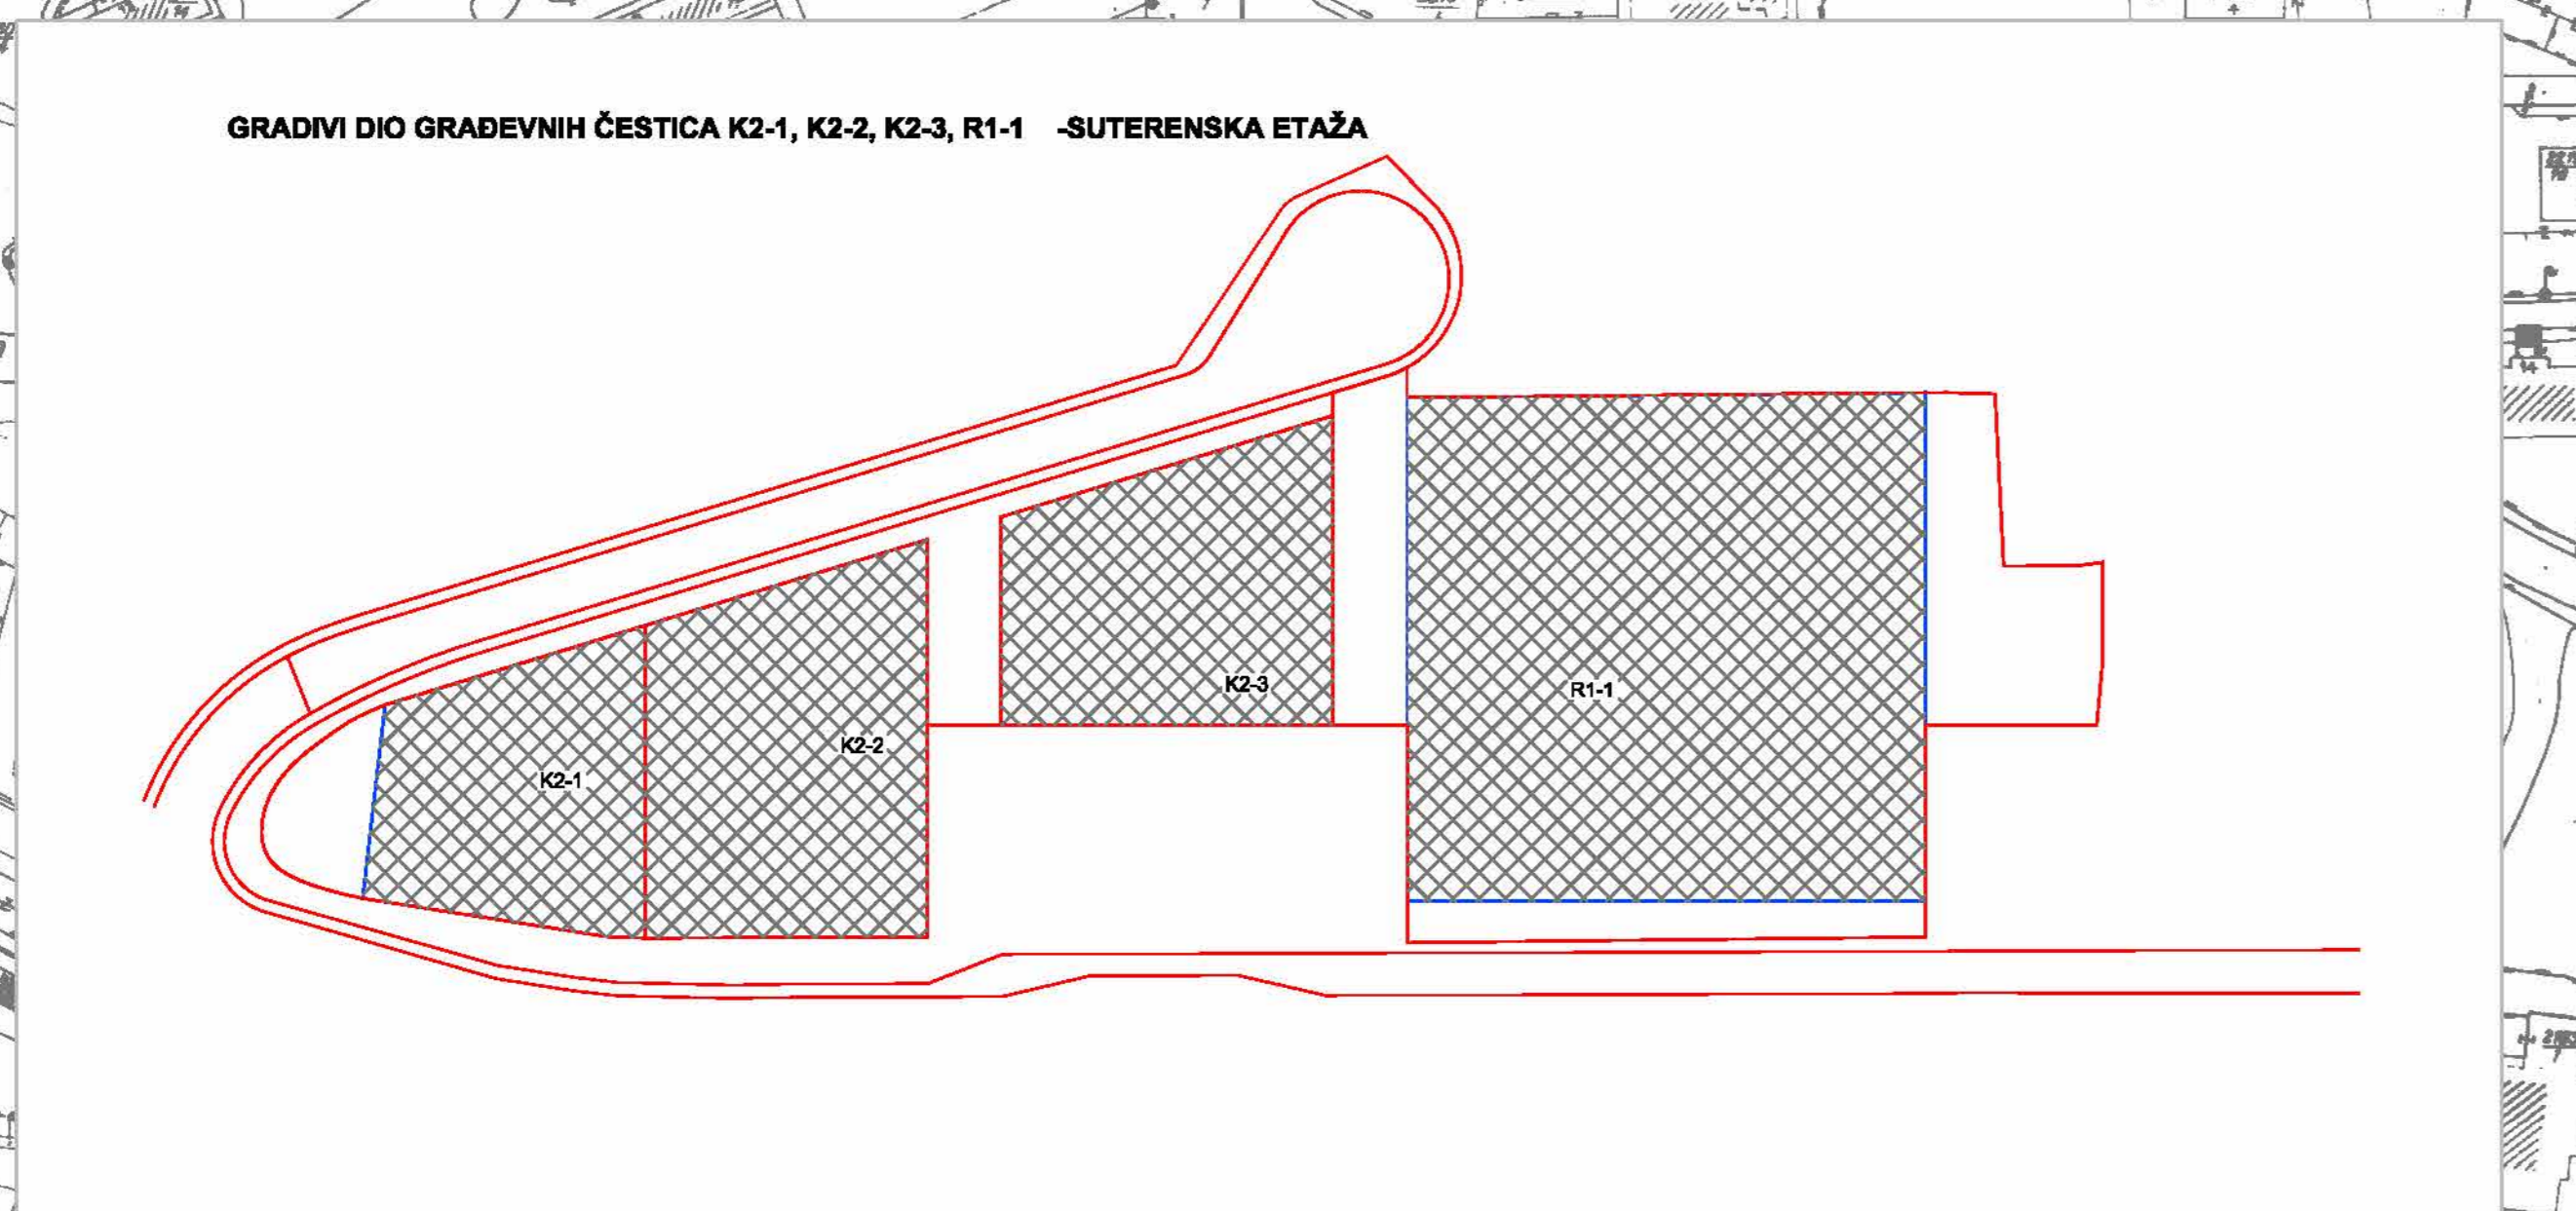 GRADIVI DIO GRAĐEVNIH ČESTICA K2-1, K2-2, K2-3, R1-1 -SUTERENSKA ETAŽA
K2-3
R1-1
K2-2
K2-1
14